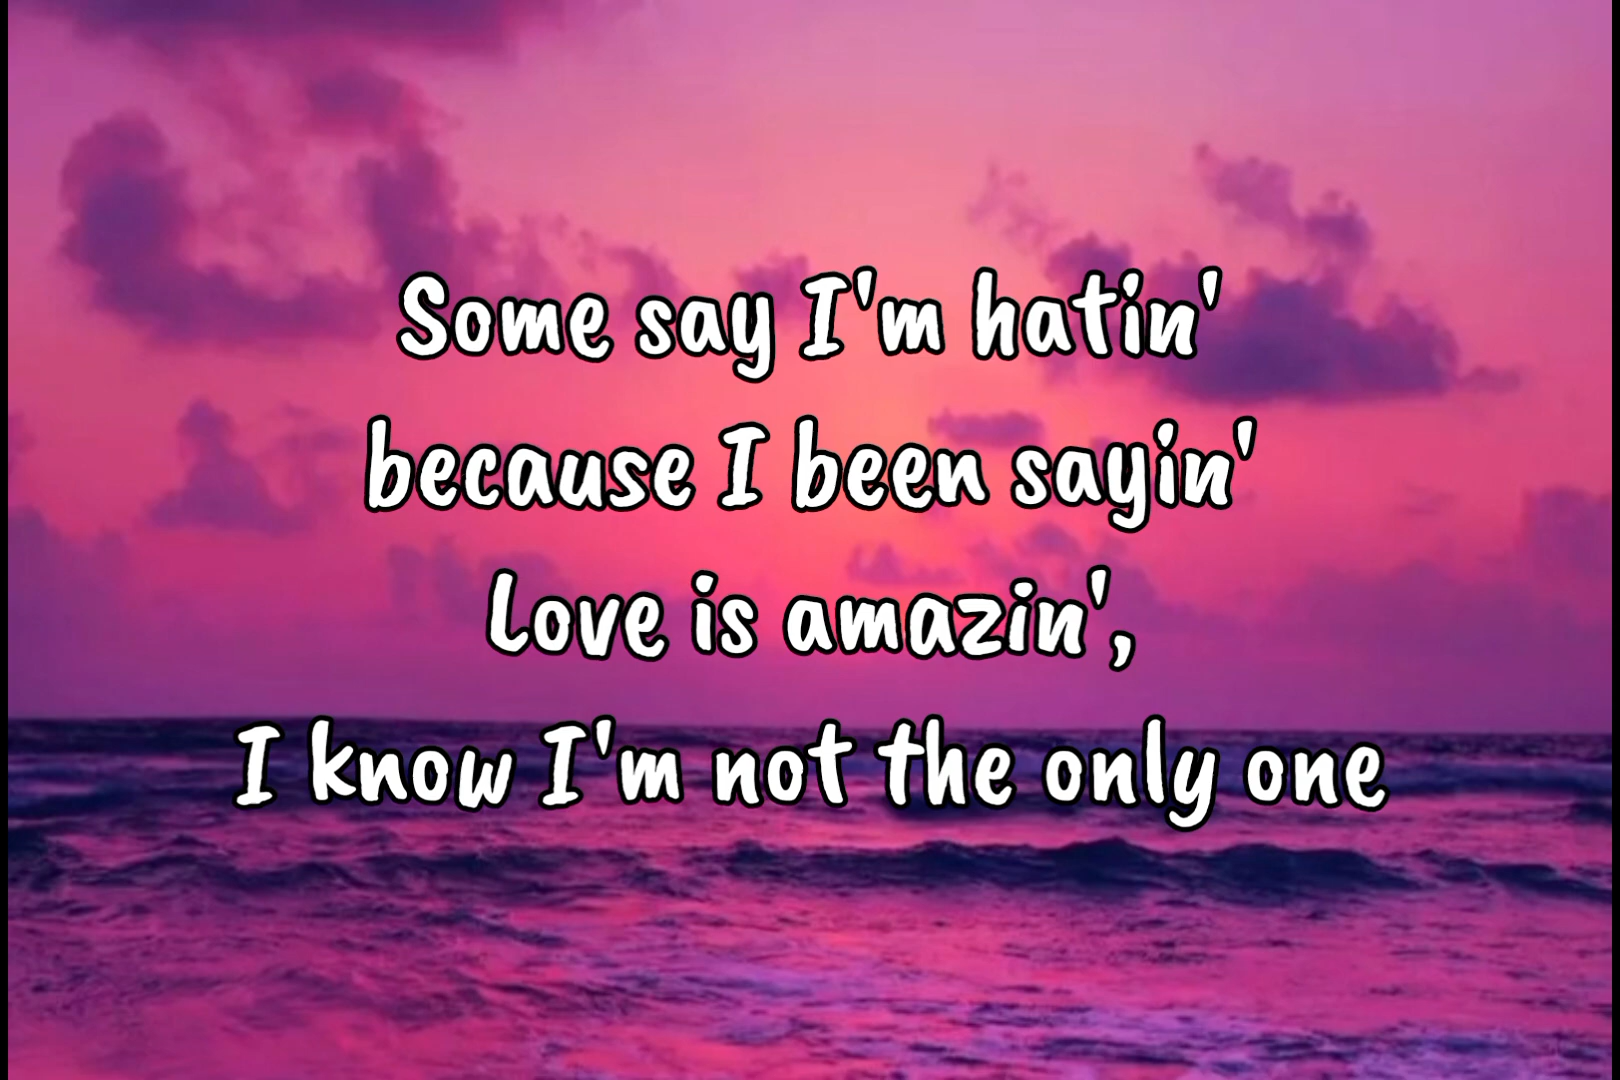 Some say I'm hatin'
because I been sayin'
Love is amazin',
I know I'm not the only one